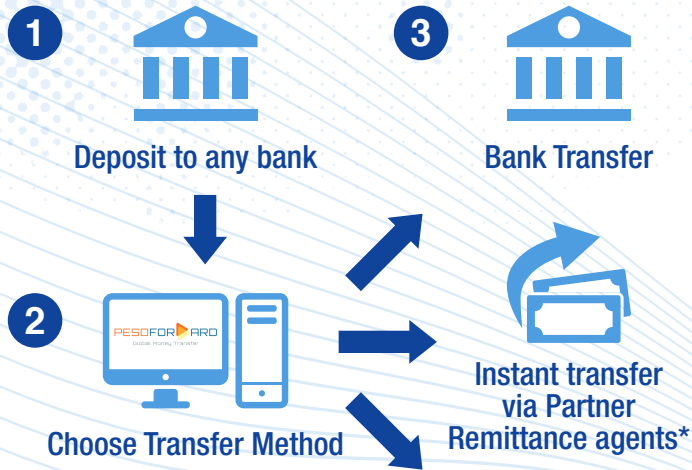 1
Deposit to any bank
2
PESOFORWARD
Global Money Transfer
Choose Transfer Method
3
Bank Transfer
Instant transfer
via Partner
Remittance agents*